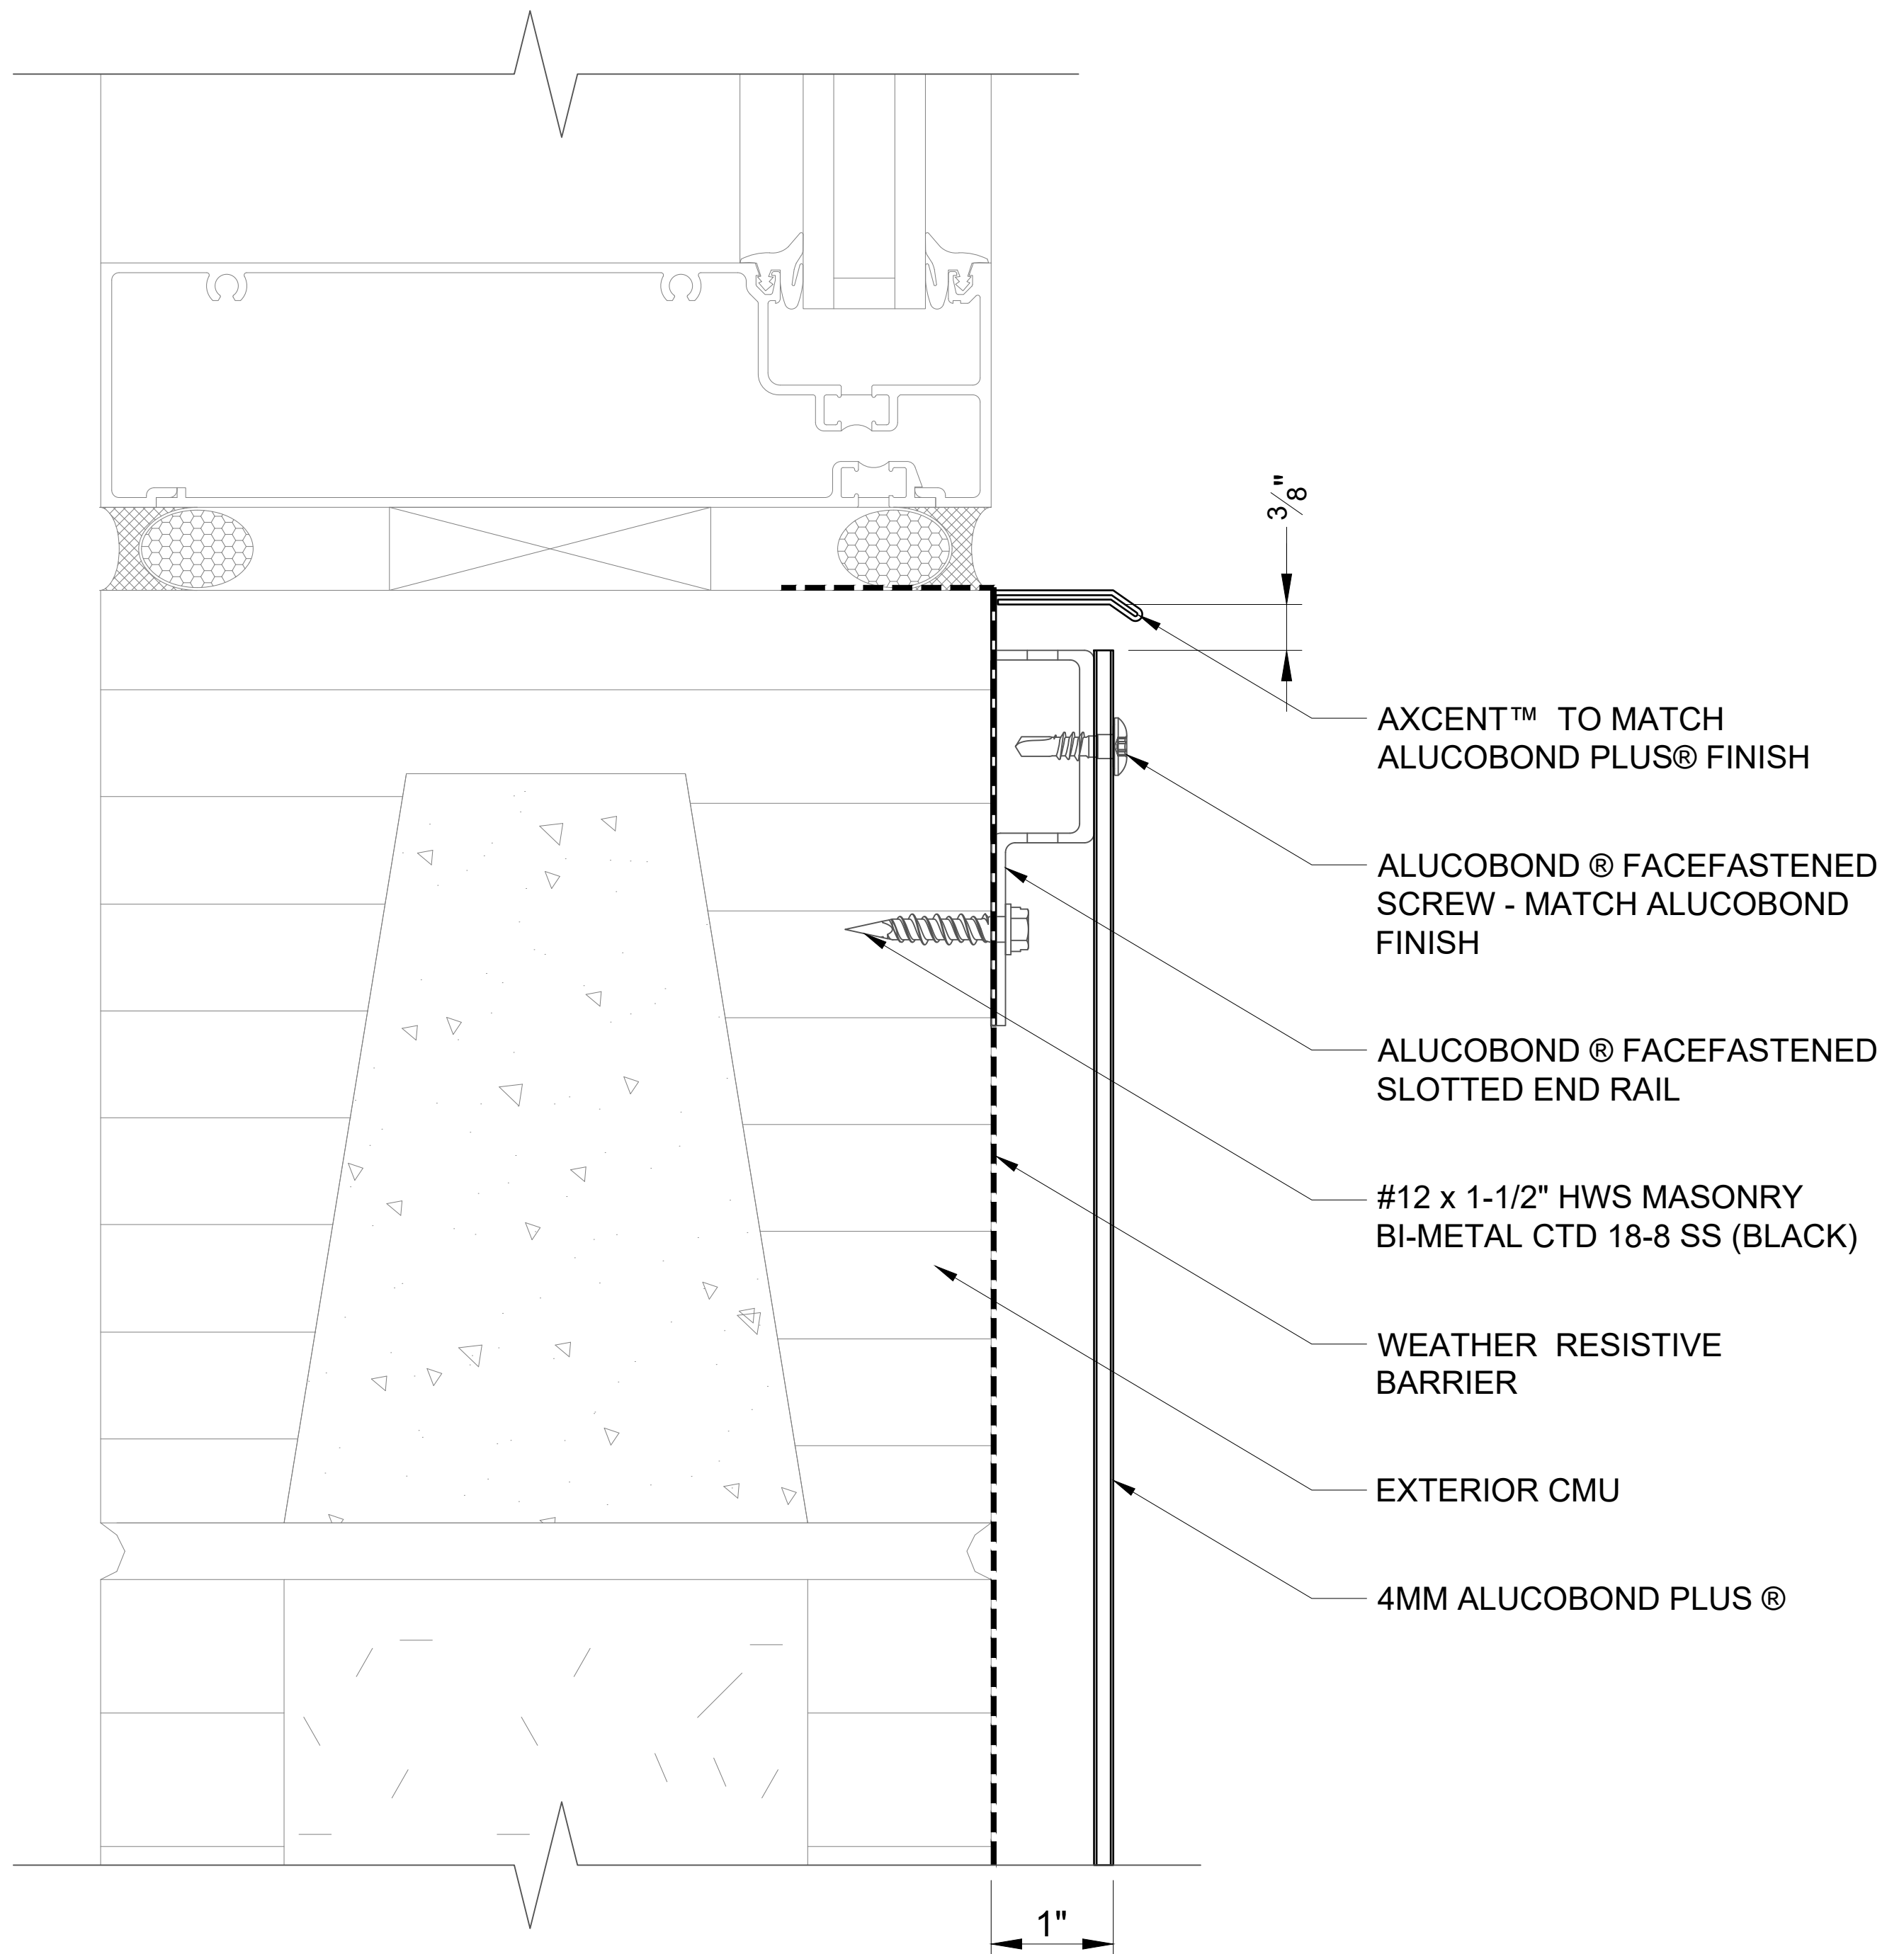 3/8"
AXCENT™ TO MATCH
ALUCOBOND PLUS® FINISH
ALUCOBOND ® FACEFASTENED
SCREW - MATCH ALUCOBOND
FINISH
ALUCOBOND ® FACEFASTENED
SLOTTED END RAIL
#12 x 1-1/2" HWS MASONRY
BI-METAL CTD 18-8 SS (BLACK)
WEATHER RESISTIVE
BARRIER
EXTERIOR CMU
4MM ALUCOBOND PLUS ®
1"